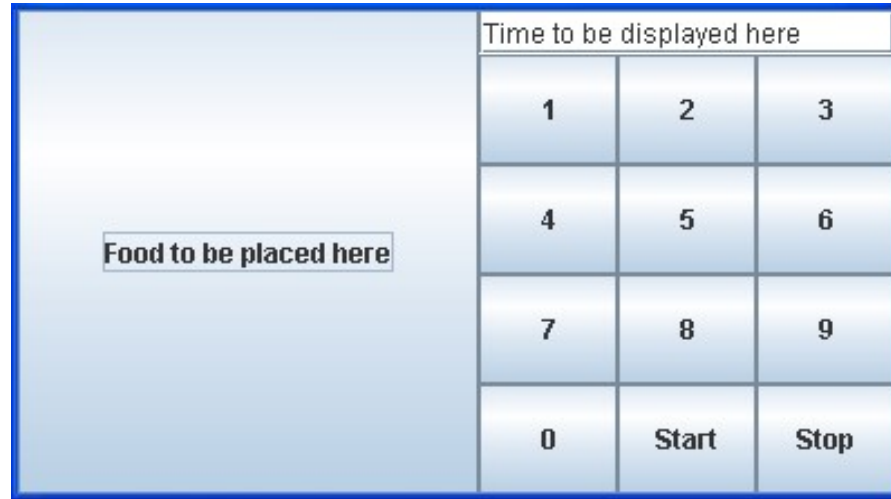 Time to be displayed here
1 2 3
4 5 6
Food to be placed here
7 8 9
0 Start Stop